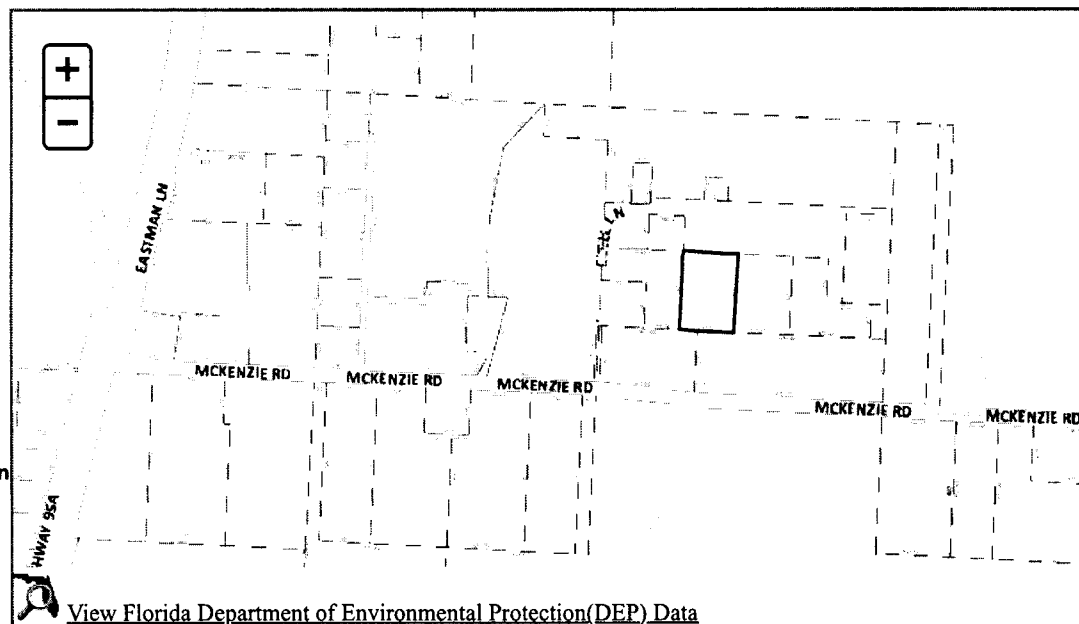 +
−
EASTMAN LN
MCKENZIE RD
MCKENZIE RD
MCKENZIE RD
MCKENZIE RD
MCKENZIE RD
HWAY 95A
View Florida Department of Environmental Protection(DEP) Data